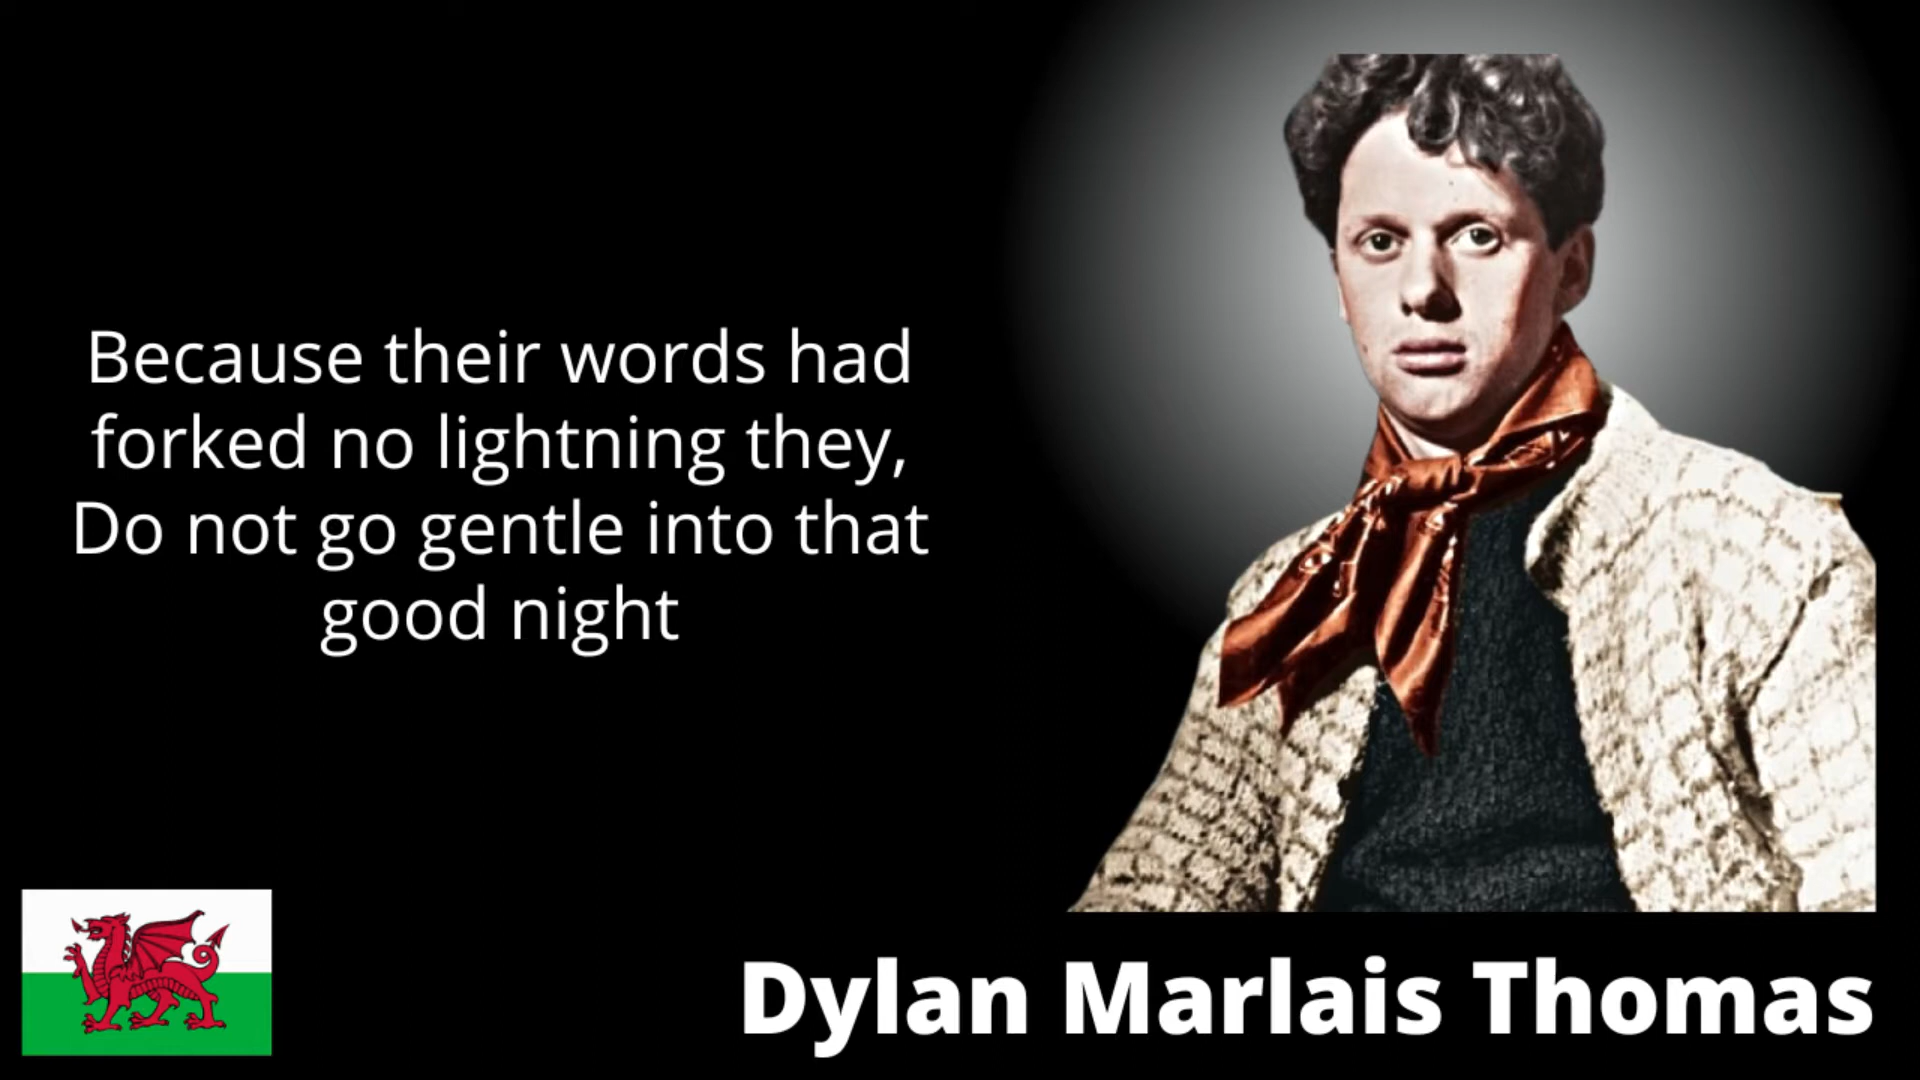 Because their words had
forked no lightning they,
Do not go gentle into that
good night
Dylan Marlais Thomas